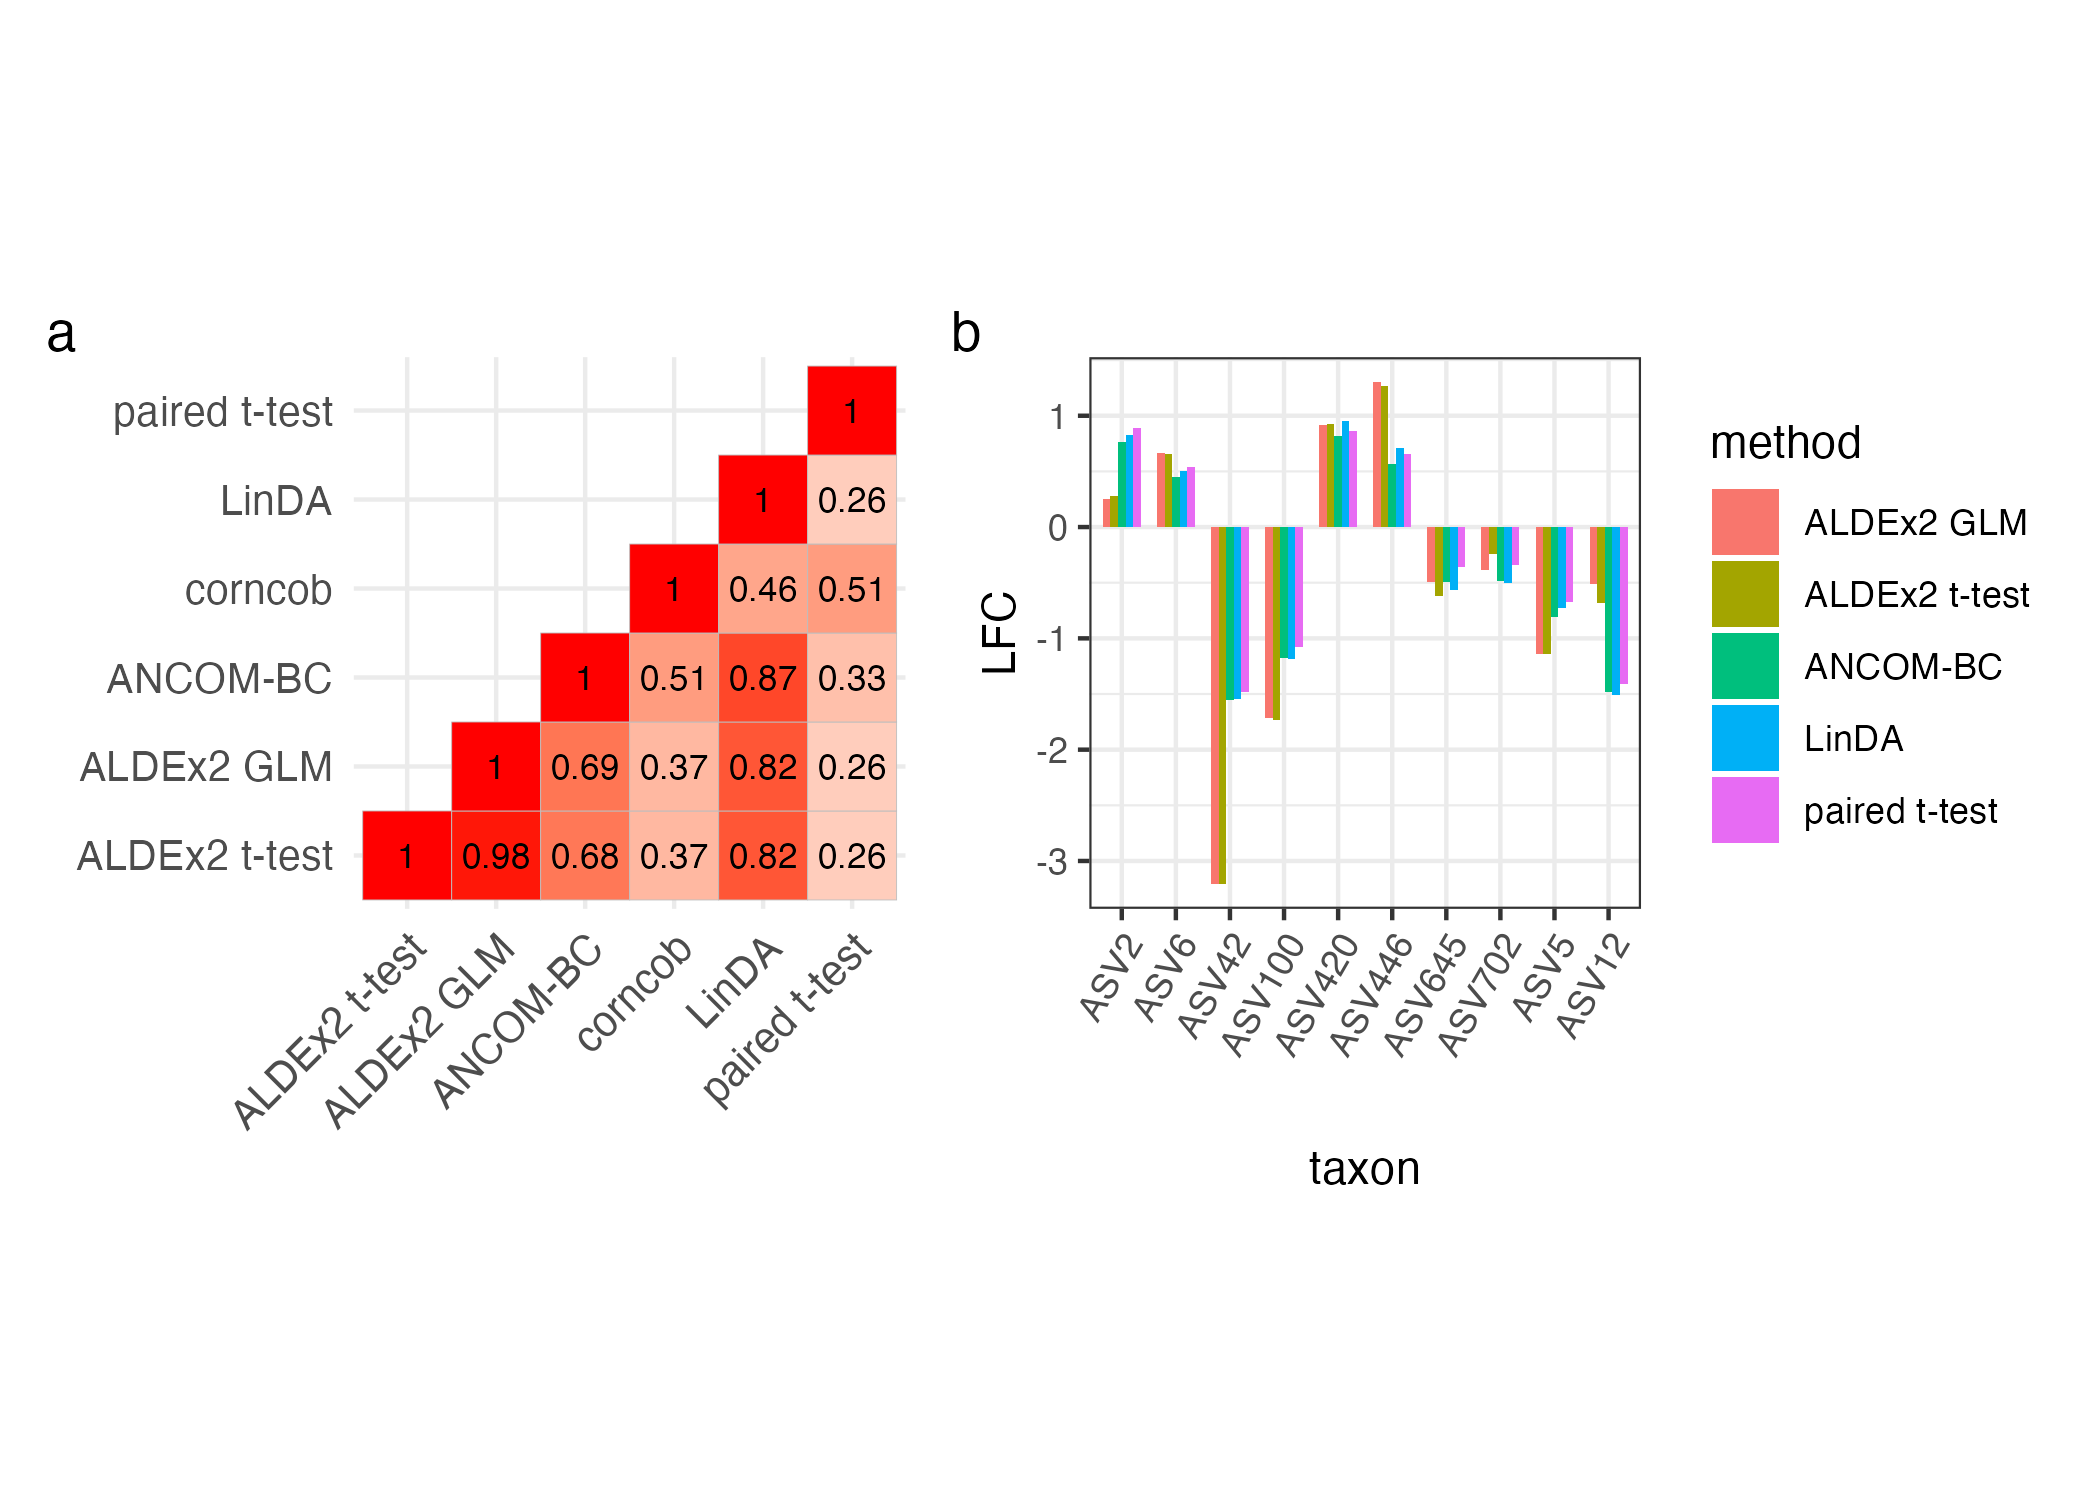 a
paired t-test
1
LinDA
1 0.26
corncob
1 0.46 0.51
ANCOM-BC
1 0.51 0.87 0.33
ALDEx2 GLM
1 0.69 0.37 0.82 0.26
ALDEx2 t-test
1 0.98 0.68 0.37 0.82 0.26
ALDEx2 t-test
ALDEx2 GLM
ANCOM-BC
corncob
LinDA
paired t-test
b
LFC
1
0
-1
-2
-3
ASV2
ASV6
ASV42
ASV100
ASV420
ASV446
ASV645
ASV702
ASV5
ASV12
taxon
method
ALDEx2 GLM
ALDEx2 t-test
ANCOM-BC
LinDA
paired t-test